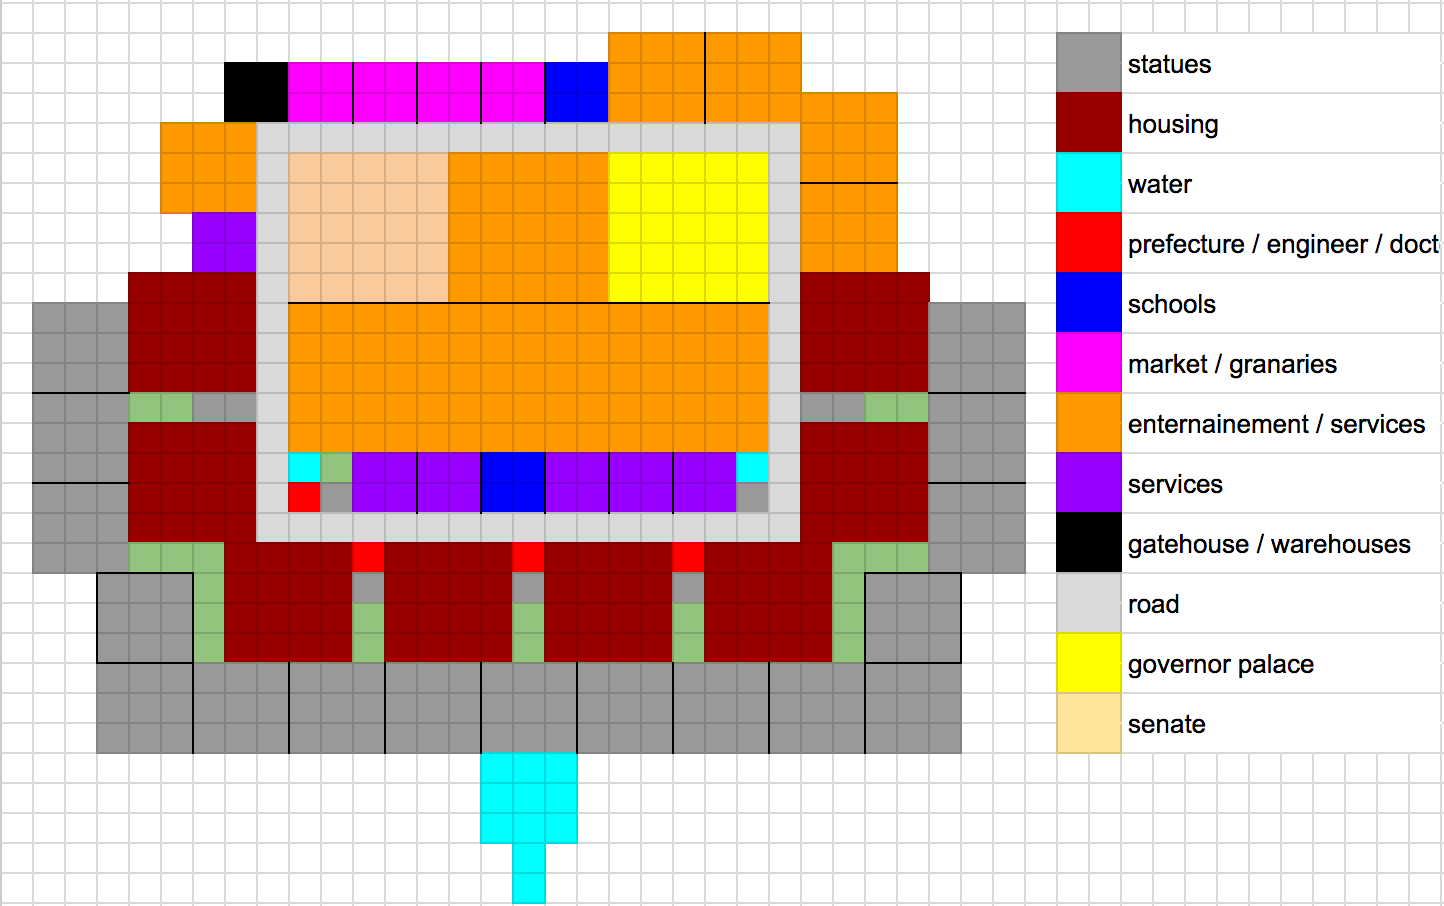 statues
housing
water
prefecture / engineer / doct
schools
market / granaries
enternainement / services
services
gatehouse / warehouses
road
governor palace
senate